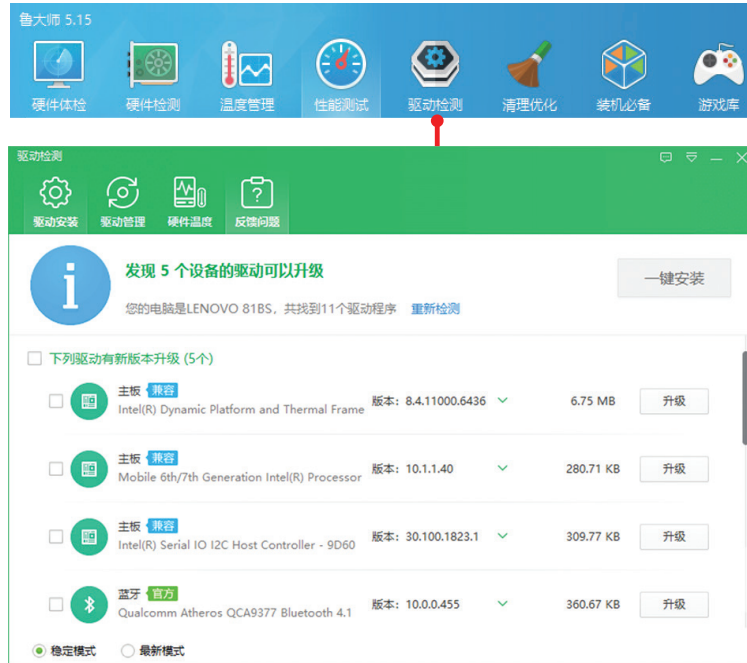 鲁大师 5.15
硬件体检 硬件检测 温度管理 性能测试 驱动检测 清理优化 装机必备 游戏库
驱动检测
驱动安装 驱动管理 硬件温度 反馈问题
发现 5 个设备的驱动可以升级
一键安装
您的电脑是LENOVO 81BS，共找到11个驱动程序 重新检测
下列驱动有新版本升级 (5个)
主板 兼容
Intel(R) Dynamic Platform and Thermal Frame 版本: 8.4.11000.6436 6.75 MB 升级
主板 兼容
Mobile 6th/7th Generation Intel(R) Processor 版本: 10.1.1.40 280.71 KB 升级
主板 兼容
Intel(R) Serial IO I2C Host Controller - 9D60 版本: 30.100.1823.1 309.77 KB 升级
蓝牙 官方
Qualcomm Atheros QCA9377 Bluetooth 4.1 版本: 10.0.0.455 360.67 KB 升级
稳定模式 最新模式